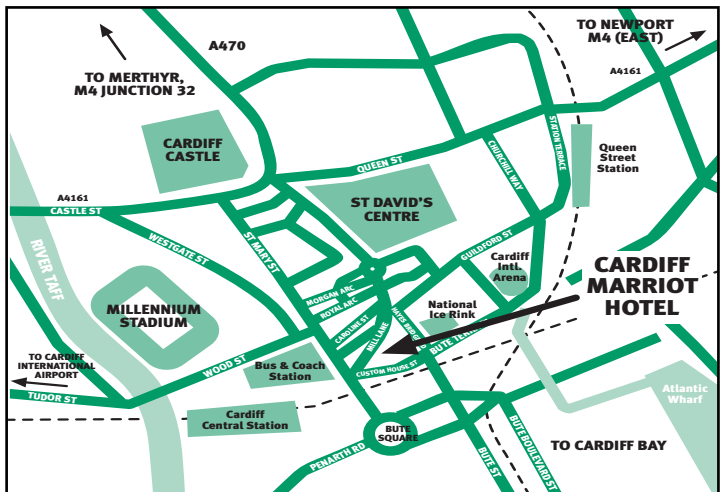 A470
TO NEWPORT
M4 (EAST)
A4161
TO MERTHYR,
M4 JUNCTION 32
CARDIFF
CASTLE
QUEEN ST
CHURCHILL WAY
STATION TERRACE
Queen
Street
Station
A4161
CASTLE ST
ST DAVID'S
CENTRE
RIVER TAFF
WESTGATE ST
ST MARY ST
GUILDFORD ST
MILLENNIUM
STADIUM
MORGAN ARC
ROYAL ARC
CAROLINE ST
MILL LANE
HAYES BRIDGE
Cardiff
Intl.
Arena
National
Ice Rink
CARDIFF
MARRIOT
HOTEL
TO CARDIFF
INTERNATIONAL
AIRPORT
WOOD ST
Bus & Coach
Station
BUTE TER
CUSTOM HOUSE ST
TUDOR ST
Cardiff
Central Station
Atlantic
Wharf
BUTE
SQUARE
PENARTH RD
BUTE ST
BUTE BOULEVARD ST
TO CARDIFF BAY